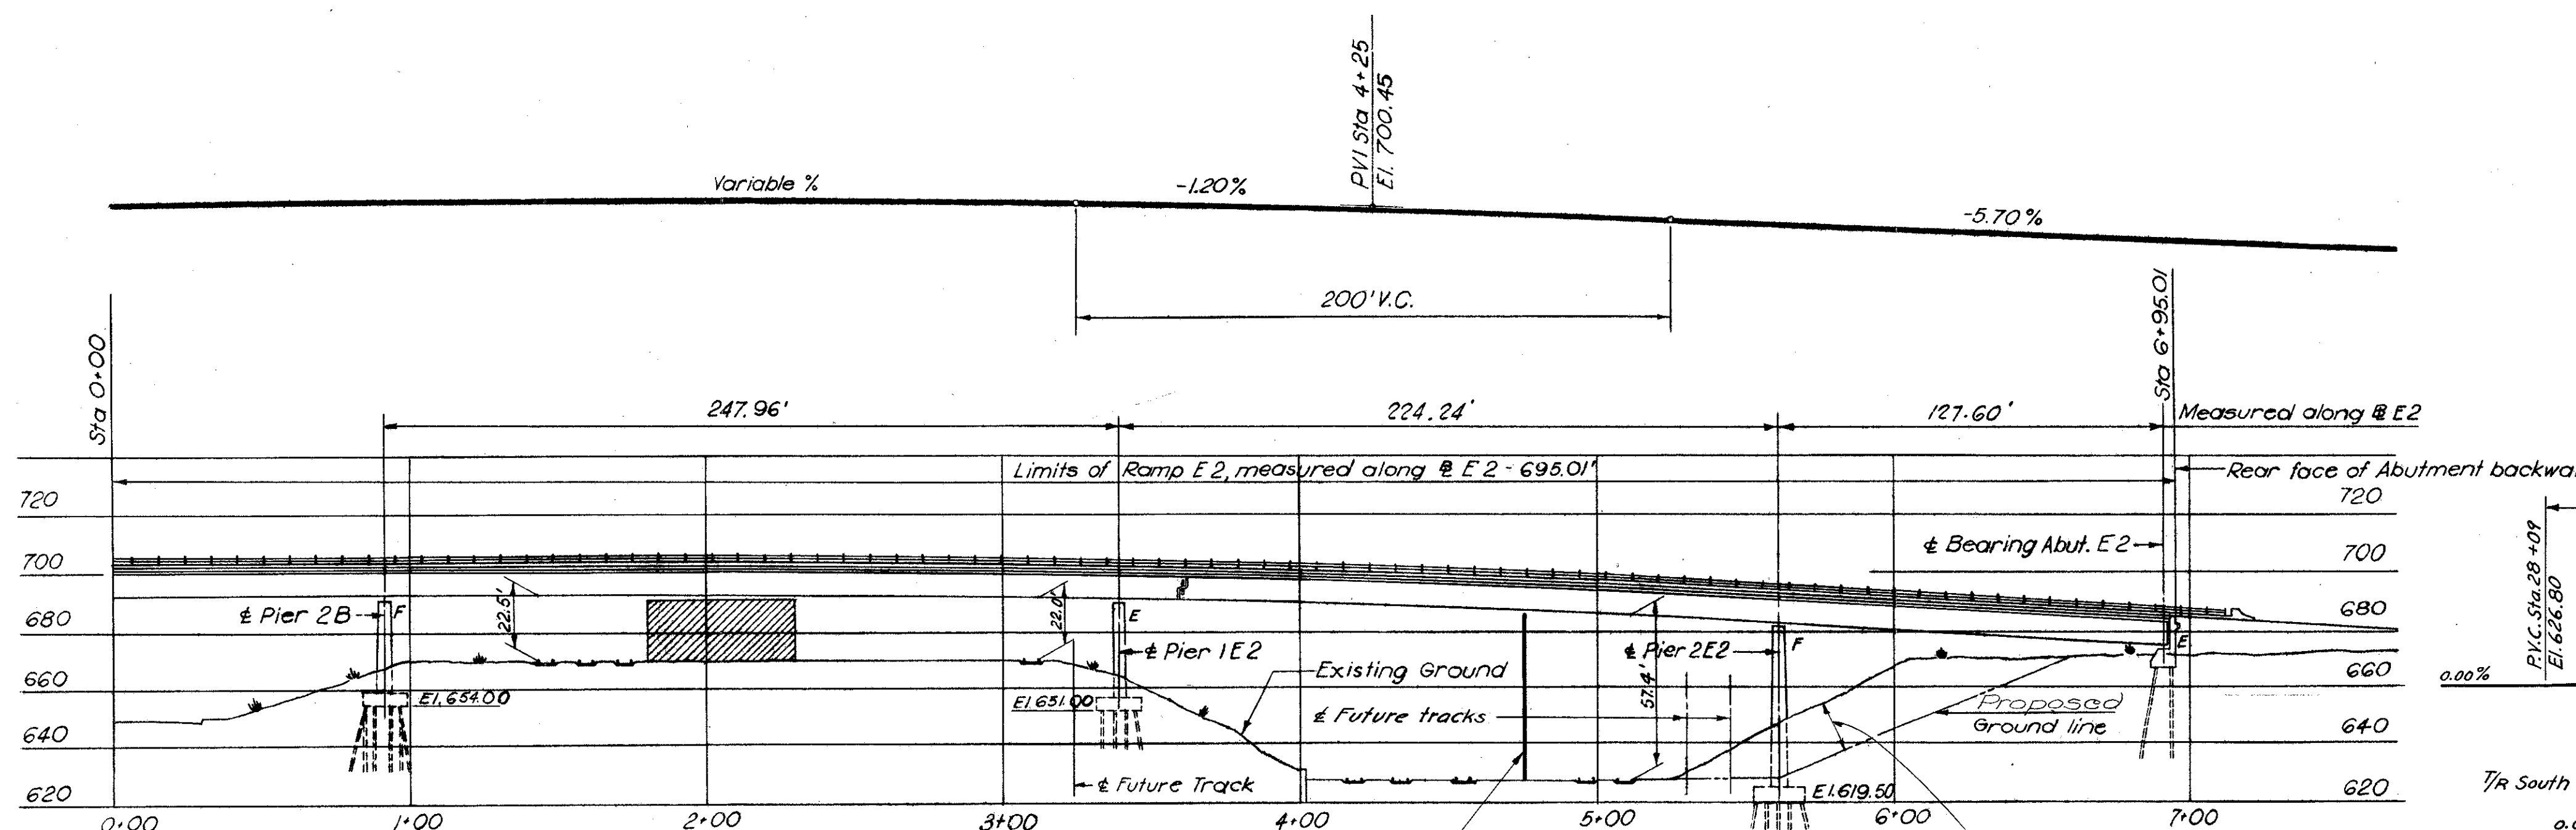 PVI Sta 4+25
El. 700.45
Variable %
-1.20%
-5.70%
200' V.C.
Sta 0+00
Sta 6+95.01
247.96'
224.24'
127.60'
Measured along ℄ E2
Limits of Ramp E2, measured along ℄ E2 - 695.01'
Rear face of Abutment backwa
720
720
700
700
680
680
660
660
640
640
620
620
℄ Bearing Abut. E2
℄ Pier 2B
F
22.5'
22.0'
E
℄ Pier 1E2
℄ Pier 2E2
F
E
57.4'
Existing Ground
℄ Future tracks
Proposed
Ground line
El. 654.00
El. 651.00
El. 619.50
℄ Future Track
P.V.C. Sta. 28+09
El. 626.80
0.00%
T/R South
0+00
1+00
2+00
3+00
4+00
5+00
6+00
7+00